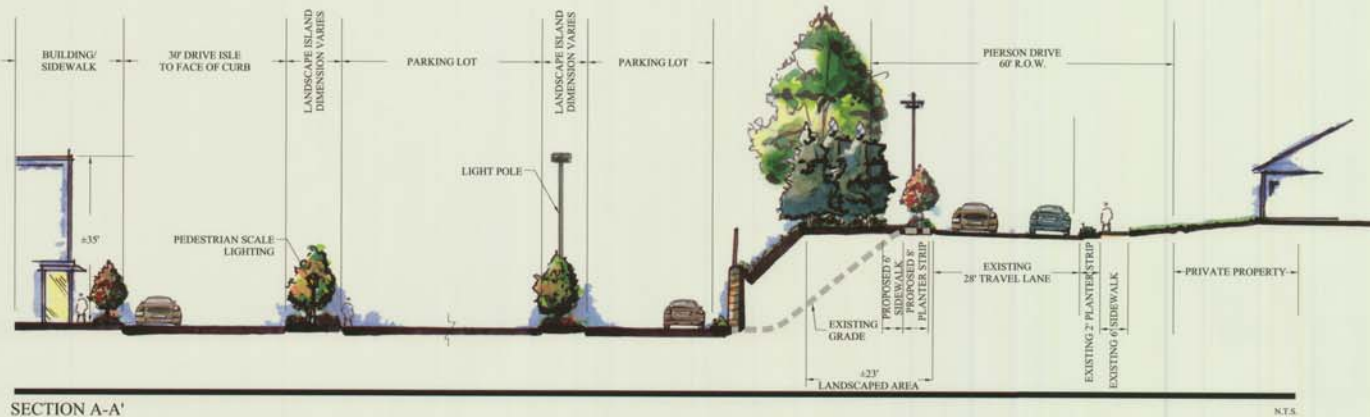 BUILDING/
SIDEWALK
30' DRIVE ISLE
TO FACE OF CURB
LANDSCAPE ISLAND
DIMENSION VARIES
PARKING LOT
LANDSCAPE ISLAND
DIMENSION VARIES
PARKING LOT
PIERSON DRIVE
60' R.O.W.
LIGHT POLE
±35'
PEDESTRIAN SCALE
LIGHTING
EXISTING
GRADE
PROPOSED 6'
SIDEWALK
PROPOSED 8'
PLANTER STRIP
EXISTING
28' TRAVEL LANE
EXISTING 2' PLANTER STRIP
EXISTING 6' SIDEWALK
PRIVATE PROPERTY
±23'
LANDSCAPED AREA
SECTION A-A'
N.T.S.